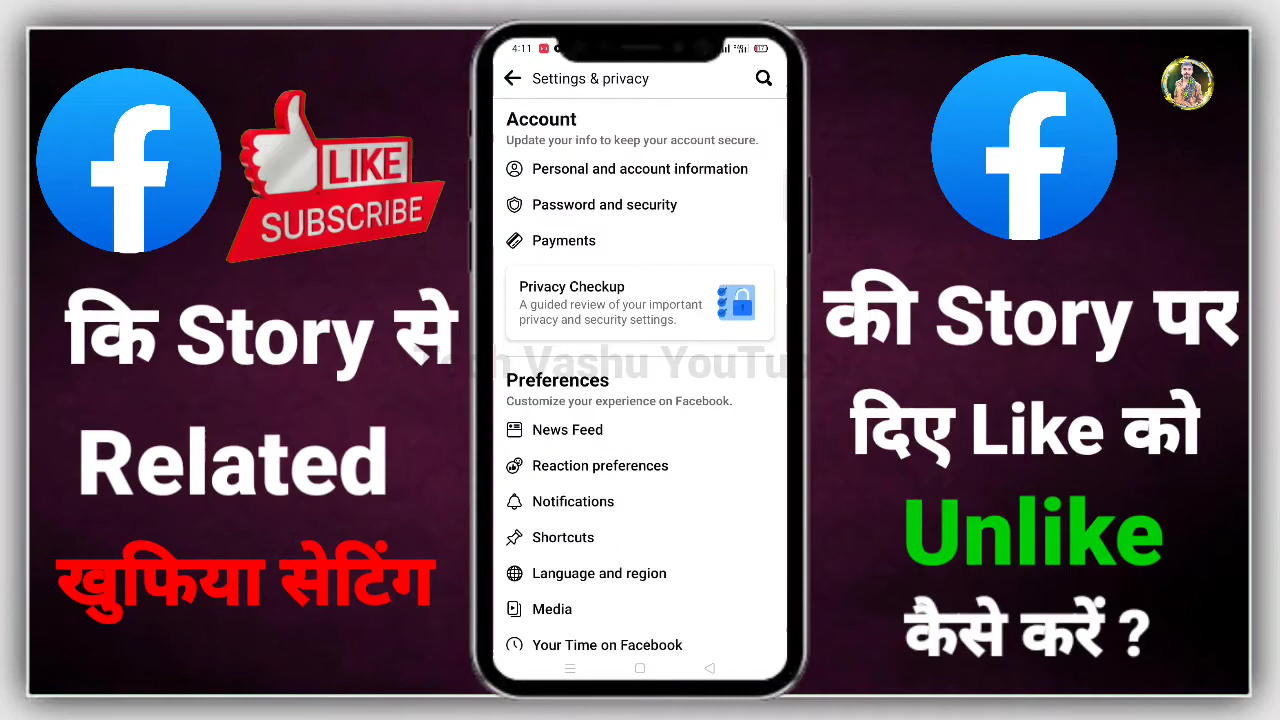 LIKE
SUBSCRIBE
कि Story से
Related
खुफिया सेटिंग
4:11
Settings & privacy
Account
Update your info to keep your account secure.
Personal and account information
Password and security
Payments
Privacy Checkup
A guided review of your important
privacy and security settings.
Vashu YouTuber
Preferences
Customize your experience on Facebook.
News Feed
Reaction preferences
Notifications
Shortcuts
Language and region
Media
Your Time on Facebook
की Story पर
दिए Like को
Unlike
कैसे करें ?